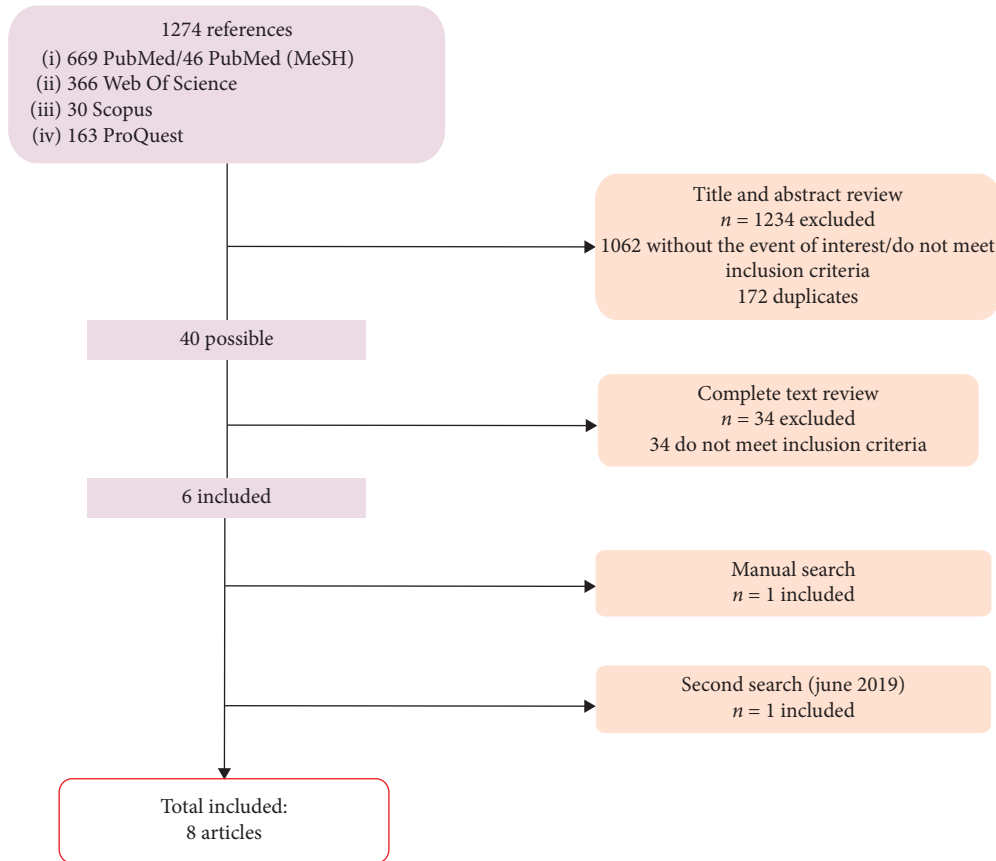 1274 references
(i) 669 PubMed/46 PubMed (MeSH)
(ii) 366 Web Of Science
(iii) 30 Scopus
(iv) 163 ProQuest
Title and abstract review
n = 1234 excluded
1062 without the event of interest/do not meet
inclusion criteria
172 duplicates
40 possible
Complete text review
n = 34 excluded
34 do not meet inclusion criteria
6 included
Manual search
n = 1 included
Second search (june 2019)
n = 1 included
Total included:
8 articles